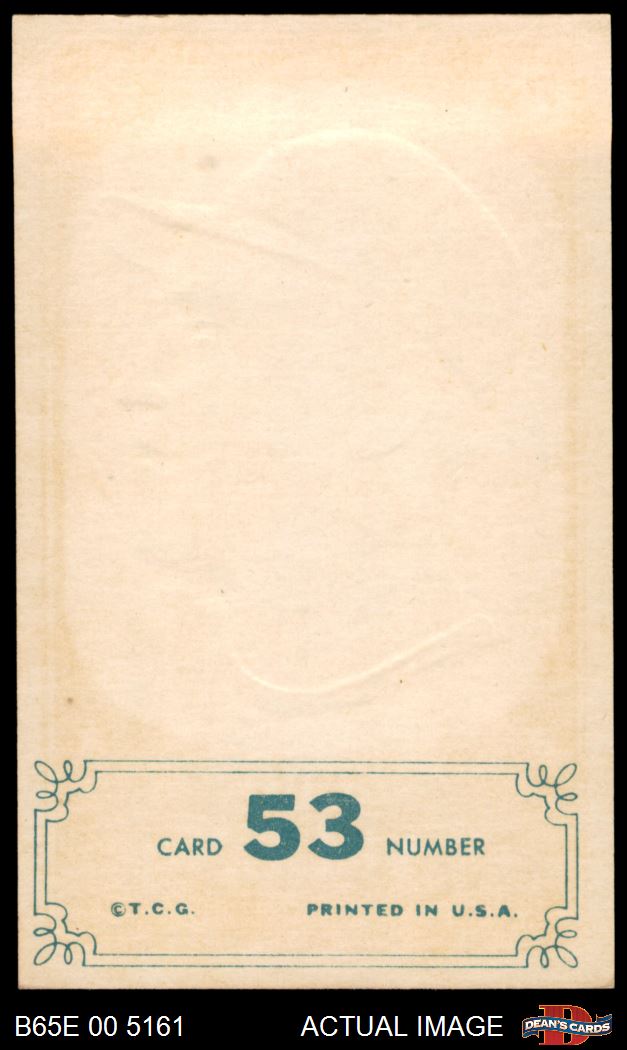 CARD 53 NUMBER
©T.C.G. PRINTED IN U.S.A.
B65E 00 5161 ACTUAL IMAGE DEAN'S CARDS